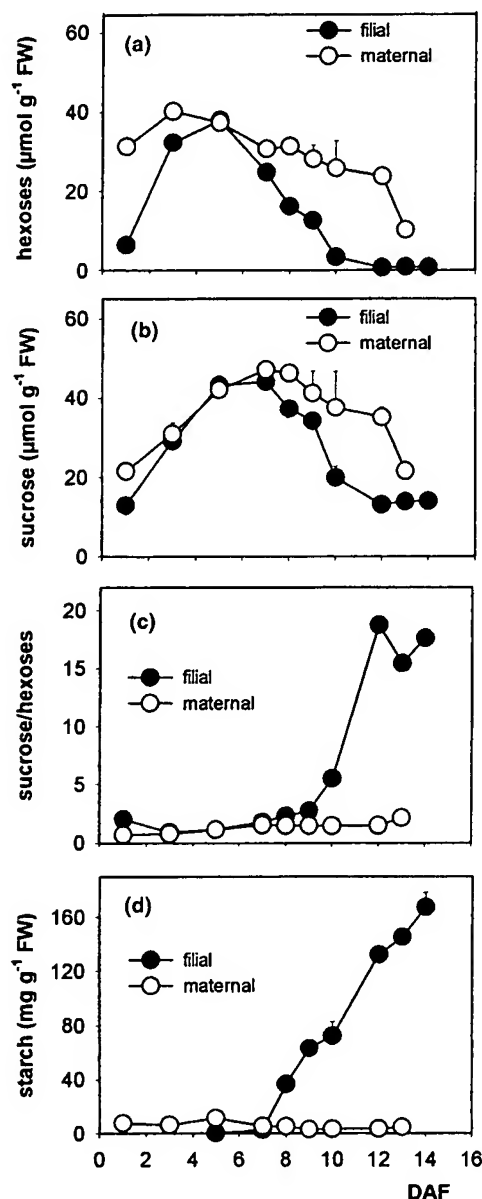 (a)
filial
maternal
hexoses (µmol g⁻¹ FW)
60
40
20
0
(b)
filial
maternal
sucrose (µmol g⁻¹ FW)
60
40
20
0
(c)
filial
maternal
sucrose/hexoses
20
15
10
5
0
(d)
filial
maternal
starch (mg g⁻¹ FW)
160
120
80
40
0
0 2 4 6 8 10 12 14 16
DAF